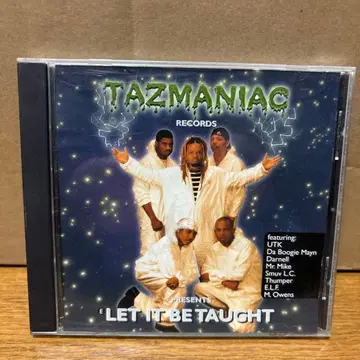 TAZMANIAC
RECORDS
featuring:
UTK
Da Boogie Mayn
Darnell
Mr. Mike
Smuv L.C.
Thumper
E.L.F.
M. Owens
PRESENTS
'LET IT BE TAUGHT